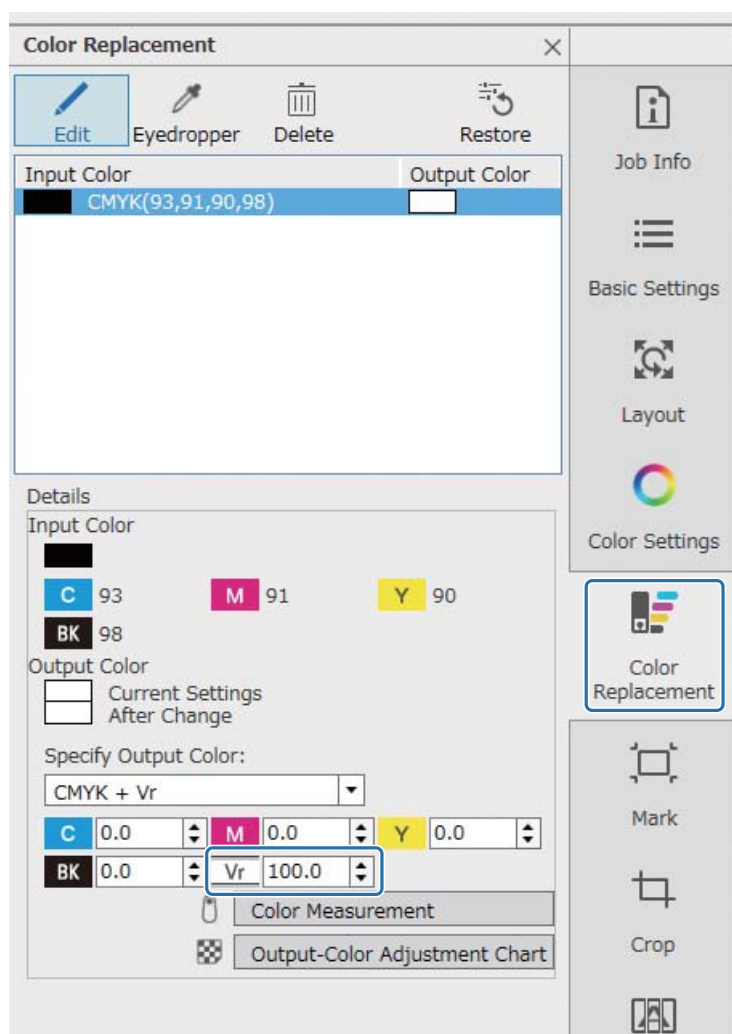 Color Replacement
Edit Eyedropper Delete Restore
Input Color Output Color
CMYK(93,91,90,98)
Details
Input Color
C 93 M 91 Y 90
BK 98
Output Color
Current Settings
After Change
Specify Output Color:
CMYK + Vr
C 0.0 M 0.0 Y 0.0
BK 0.0 Vr 100.0
Color Measurement
Output-Color Adjustment Chart
Job Info
Basic Settings
Layout
Color Settings
Color
Replacement
Mark
Crop